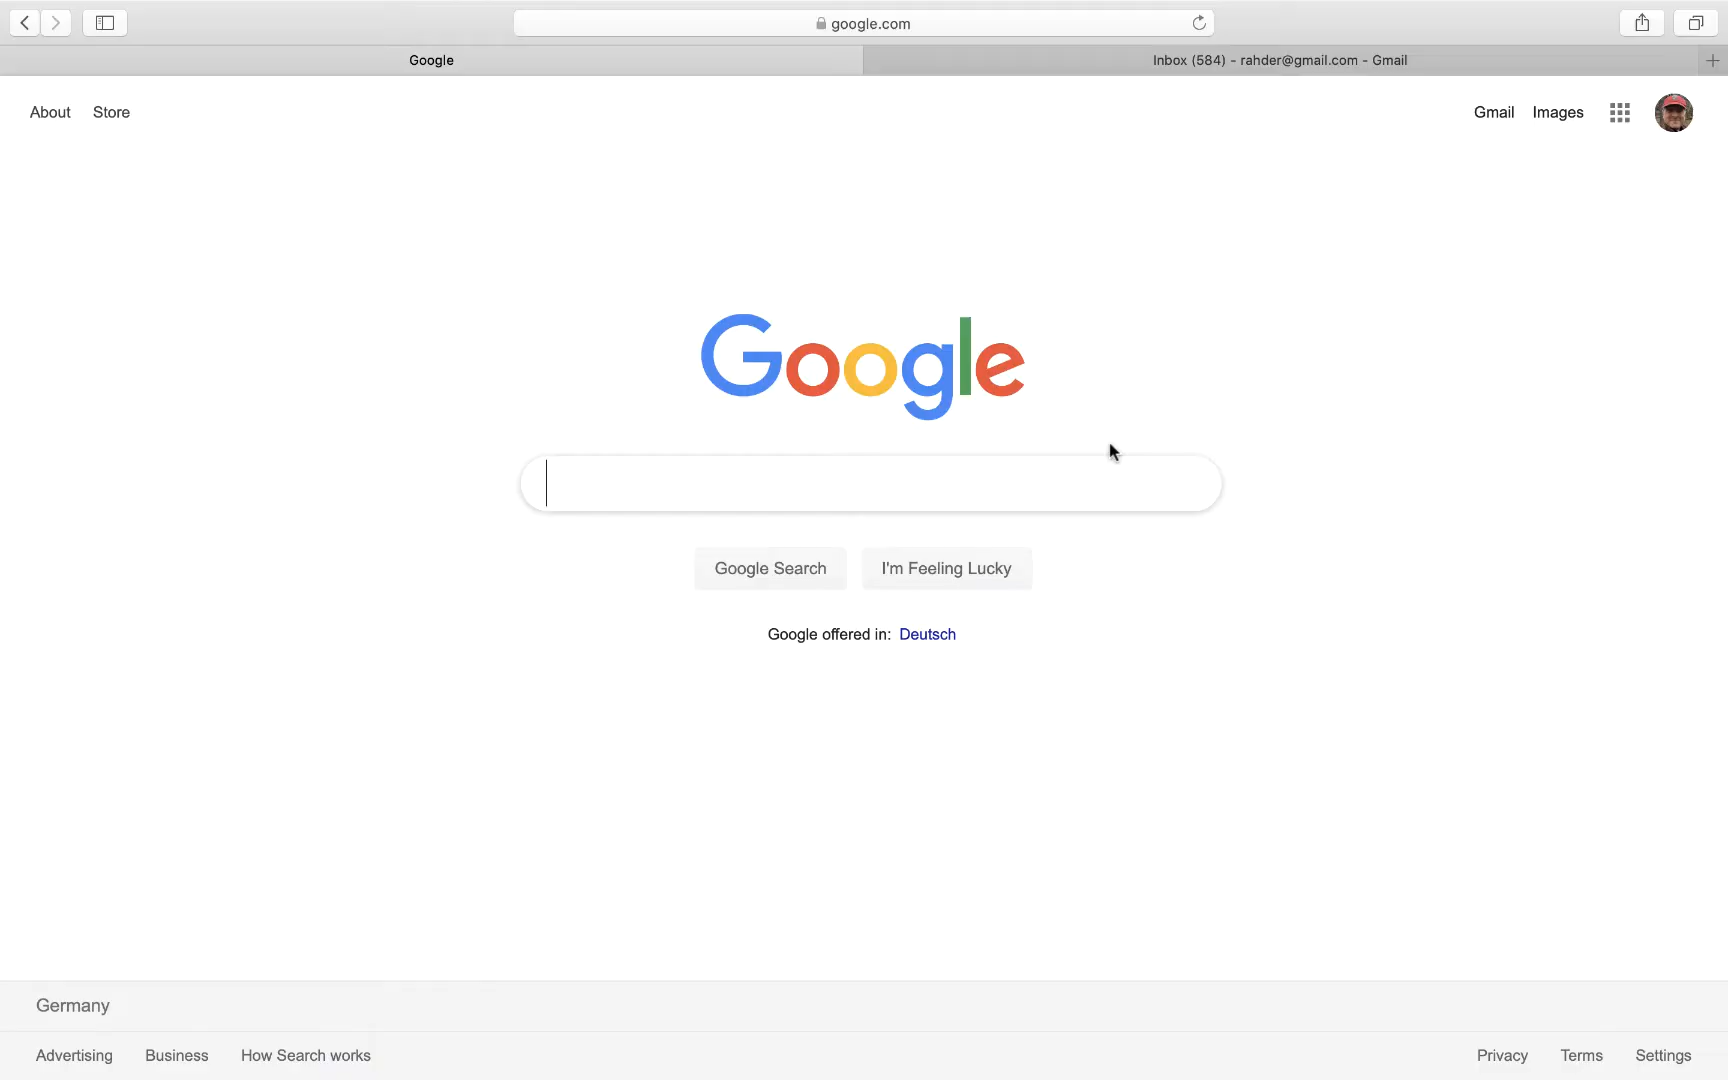 google.com
Google
Inbox (584) - rahder@gmail.com - Gmail
About Store
Gmail Images
Google
Google Search
I'm Feeling Lucky
Google offered in: Deutsch
Germany
Advertising Business How Search works
Privacy Terms Settings